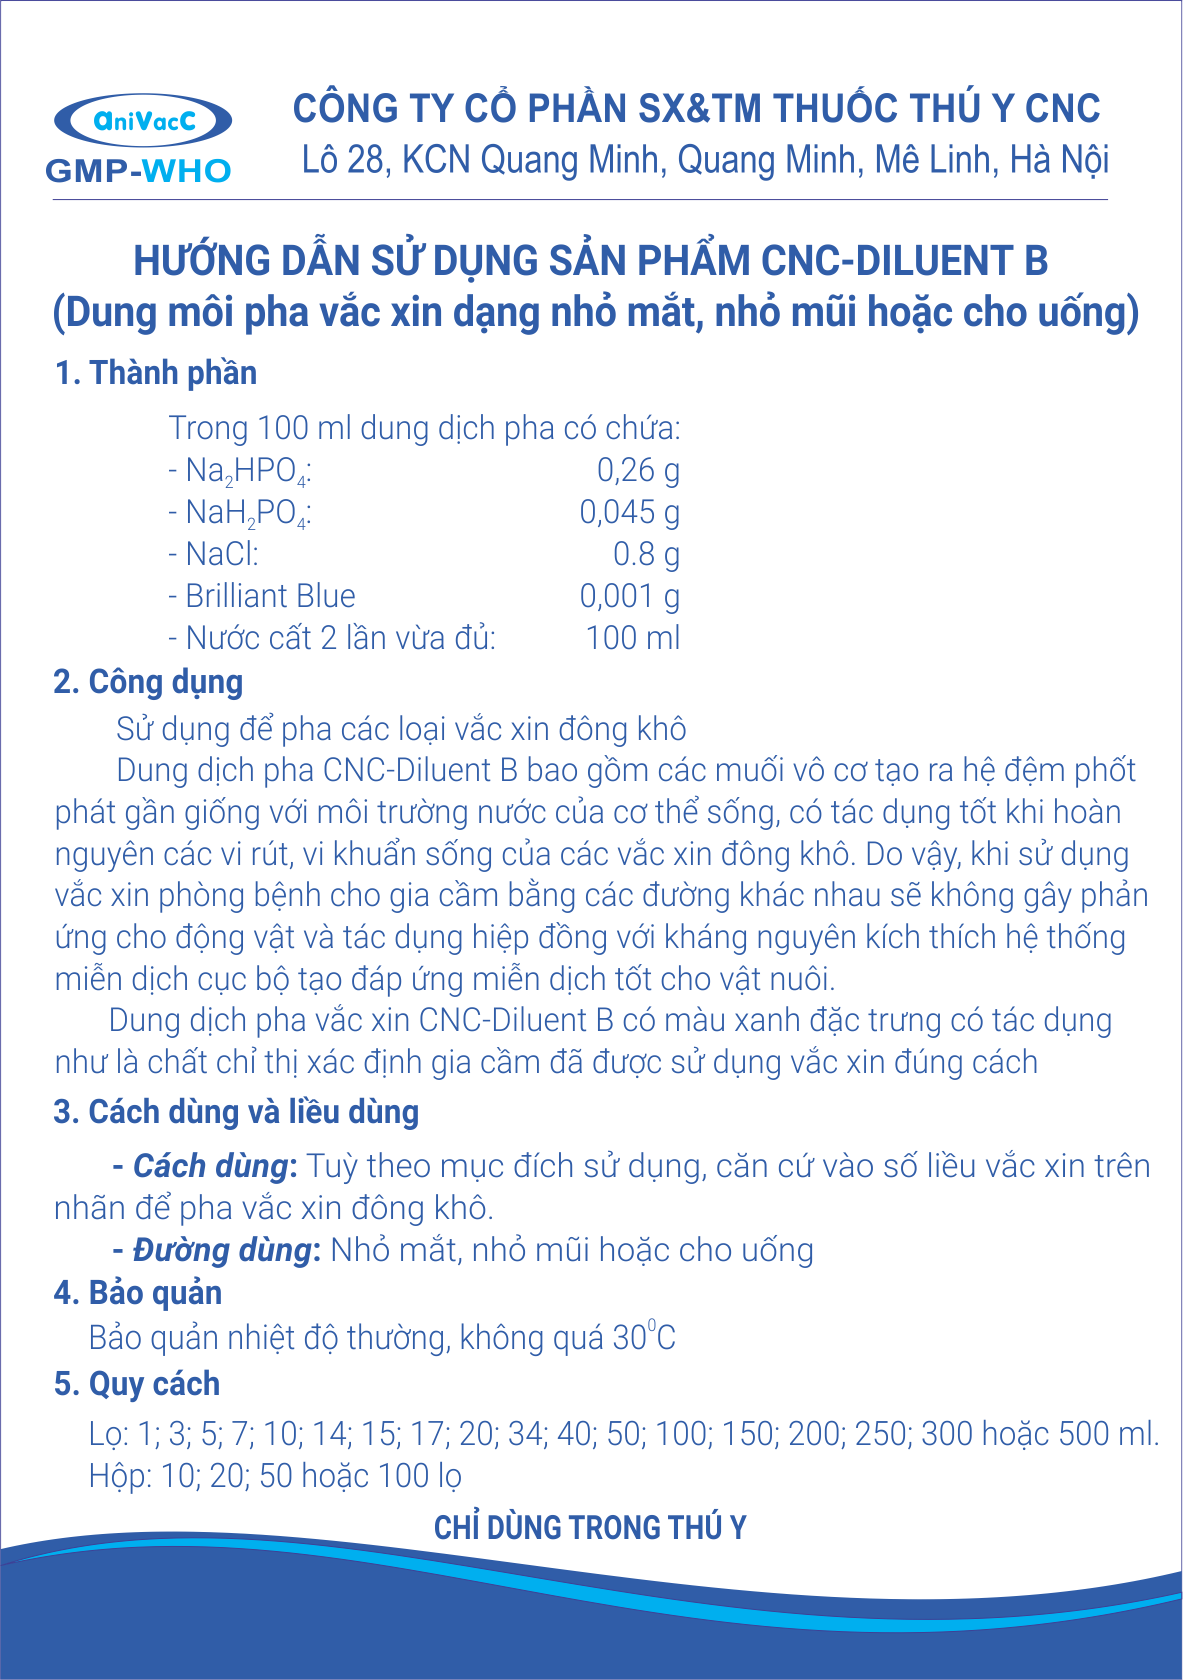 aniVacC
GMP-WHO
CÔNG TY CỔ PHẦN SX&TM THUỐC THÚ Y CNC
Lô 28, KCN Quang Minh, Quang Minh, Mê Linh, Hà Nội
HƯỚNG DẪN SỬ DỤNG SẢN PHẨM CNC-DILUENT B
(Dung môi pha vắc xin dạng nhỏ mắt, nhỏ mũi hoặc cho uống)
1. Thành phần
Trong 100 ml dung dịch pha có chứa:
- Na₂HPO₄: 0,26 g
- NaH₂PO₄: 0,045 g
- NaCl: 0.8 g
- Brilliant Blue 0,001 g
- Nước cất 2 lần vừa đủ: 100 ml
2. Công dụng
Sử dụng để pha các loại vắc xin đông khô
Dung dịch pha CNC-Diluent B bao gồm các muối vô cơ tạo ra hệ đệm phốt
phát gần giống với môi trường nước của cơ thể sống, có tác dụng tốt khi hoàn
nguyên các vi rút, vi khuẩn sống của các vắc xin đông khô. Do vậy, khi sử dụng
vắc xin phòng bệnh cho gia cầm bằng các đường khác nhau sẽ không gây phản
ứng cho động vật và tác dụng hiệp đồng với kháng nguyên kích thích hệ thống
miễn dịch cục bộ tạo đáp ứng miễn dịch tốt cho vật nuôi.
Dung dịch pha vắc xin CNC-Diluent B có màu xanh đặc trưng có tác dụng
như là chất chỉ thị xác định gia cầm đã được sử dụng vắc xin đúng cách
3. Cách dùng và liều dùng
- Cách dùng: Tuỳ theo mục đích sử dụng, căn cứ vào số liều vắc xin trên
nhãn để pha vắc xin đông khô.
- Đường dùng: Nhỏ mắt, nhỏ mũi hoặc cho uống
4. Bảo quản
Bảo quản nhiệt độ thường, không quá 30⁰C
5. Quy cách
Lọ: 1; 3; 5; 7; 10; 14; 15; 17; 20; 34; 40; 50; 100; 150; 200; 250; 300 hoặc 500 ml.
Hộp: 10; 20; 50 hoặc 100 lọ
CHỈ DÙNG TRONG THÚ Y